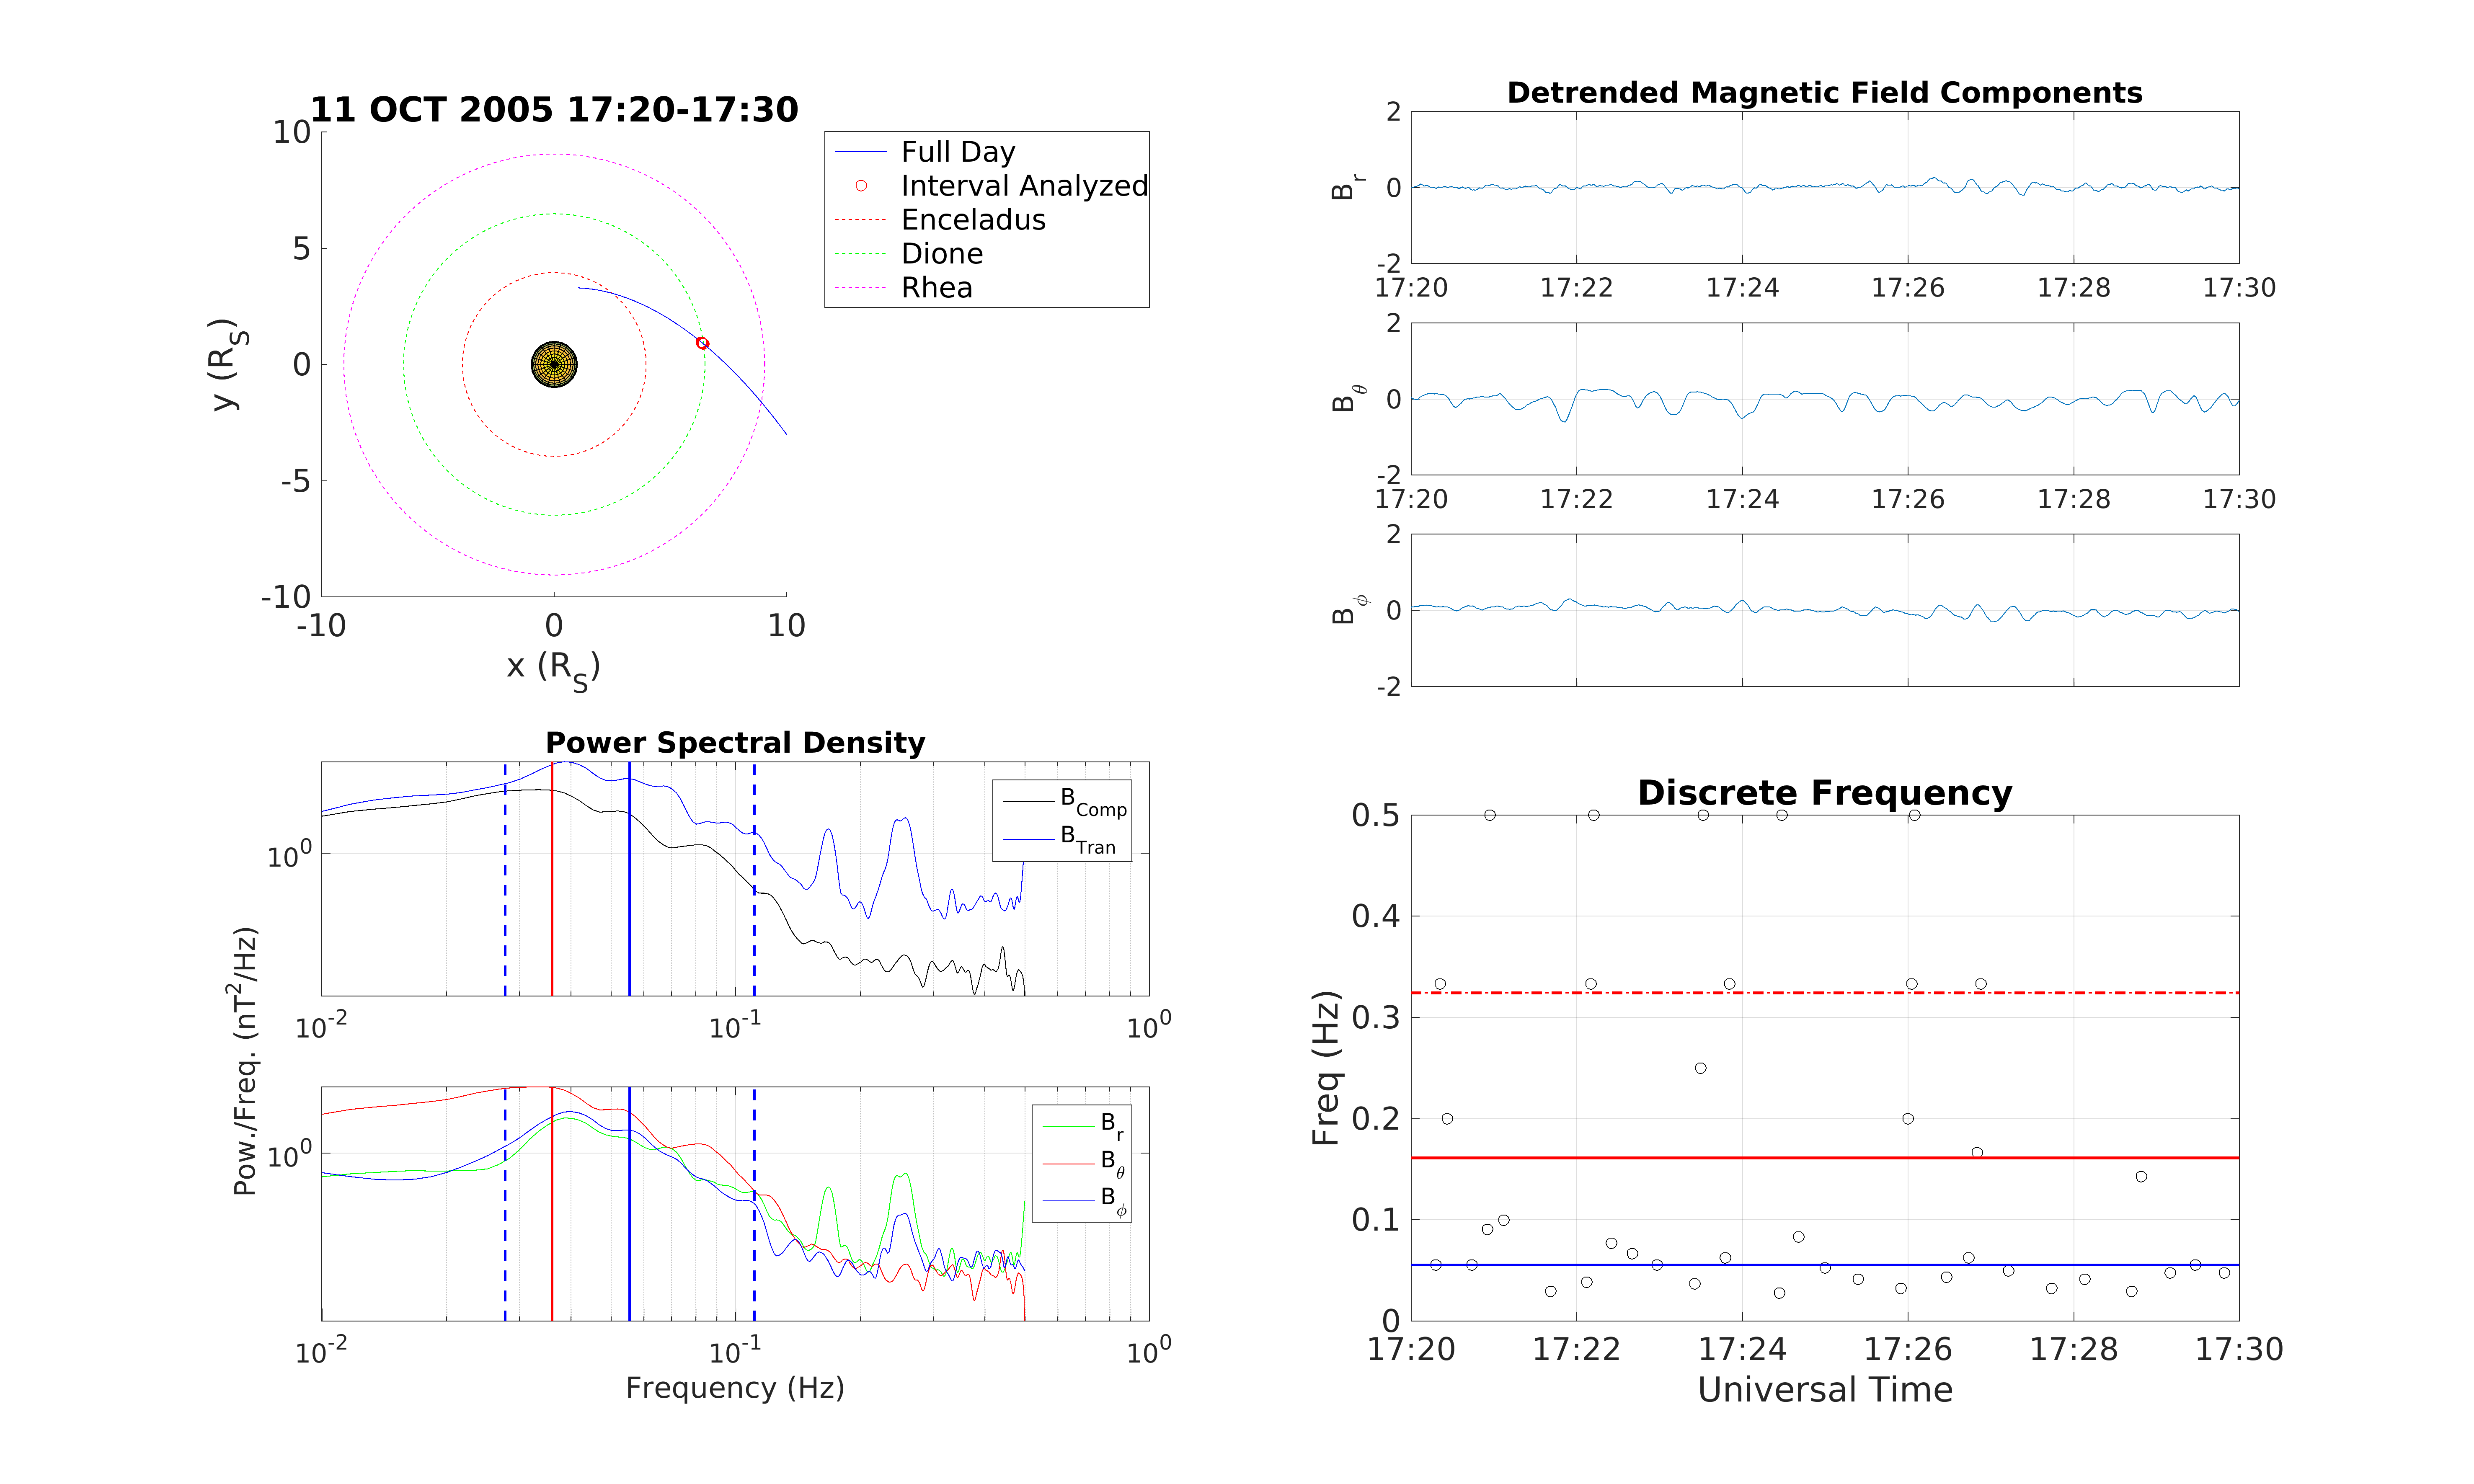 11 OCT 2005 17:20-17:30
10
5
0
-5
-10
-10
0
10
y (R_S)
x (R_S)
Full Day
Interval Analyzed
Enceladus
Dione
Rhea
Detrended Magnetic Field Components
2
0
-2
B_r
17:20
17:22
17:24
17:26
17:28
17:30
2
0
-2
B_θ
17:20
17:22
17:24
17:26
17:28
17:30
2
0
-2
B_ϕ
Power Spectral Density
10^0
B_Comp
B_Tran
10^-2
10^-1
10^0
Pow./Freq. (nT^2/Hz)
10^0
B_r
B_θ
B_ϕ
10^-2
10^-1
10^0
Frequency (Hz)
Discrete Frequency
0.5
0.4
0.3
0.2
0.1
0
Freq (Hz)
17:20
17:22
17:24
17:26
17:28
17:30
Universal Time